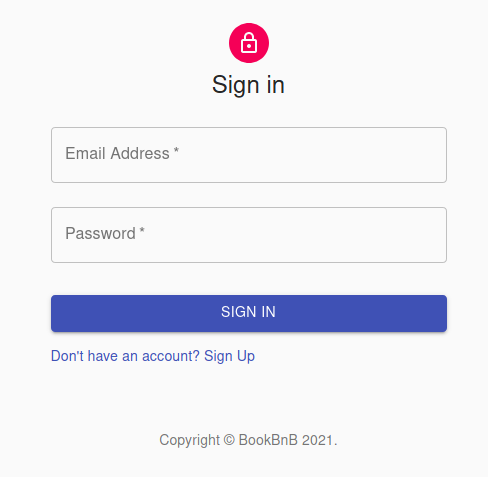 Sign in
Email Address *
Password *
SIGN IN
Don't have an account? Sign Up
Copyright © BookBnB 2021.